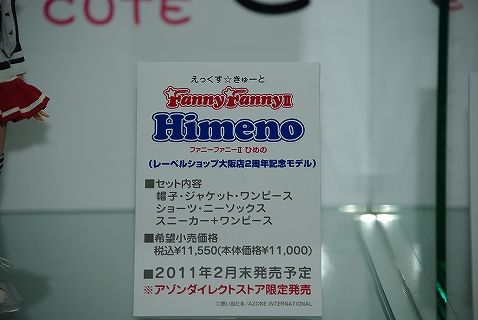 COTE
えっくす☆きゅーと
FannyFannyII
Himeno
ファニーファニーII ひめの
(レーベルショップ大阪店2周年記念モデル)
■セット内容
帽子・ジャケット・ワンピース
ショーツ・ニーソックス
スニーカー+ワンピース
■希望小売価格
税込¥11,550(本体価格¥11,000)
■2011年2月末発売予定
※アゾンダイレクトストア限定発売
©闇い当たる/AZONE INTERNATIONAL